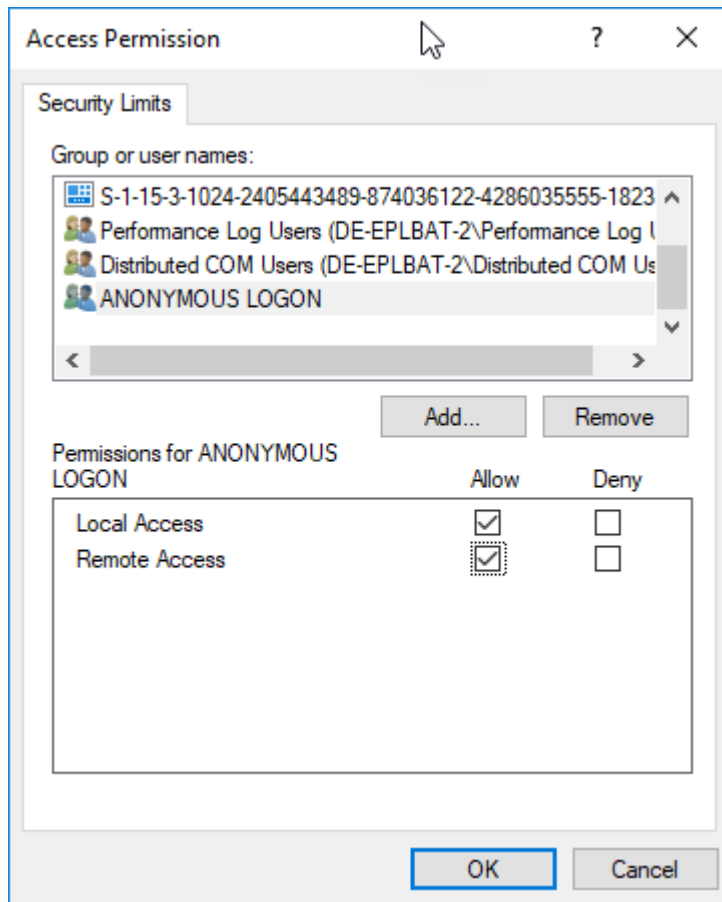 Access Permission
?
Security Limits
Group or user names:
S-1-15-3-1024-2405443489-874036122-4286035555-1823
Performance Log Users (DE-EPLBAT-2\Performance Log U
Distributed COM Users (DE-EPLBAT-2\Distributed COM Us
ANONYMOUS LOGON
Add...
Remove
Permissions for ANONYMOUS
LOGON Allow Deny
Local Access
Remote Access
OK
Cancel